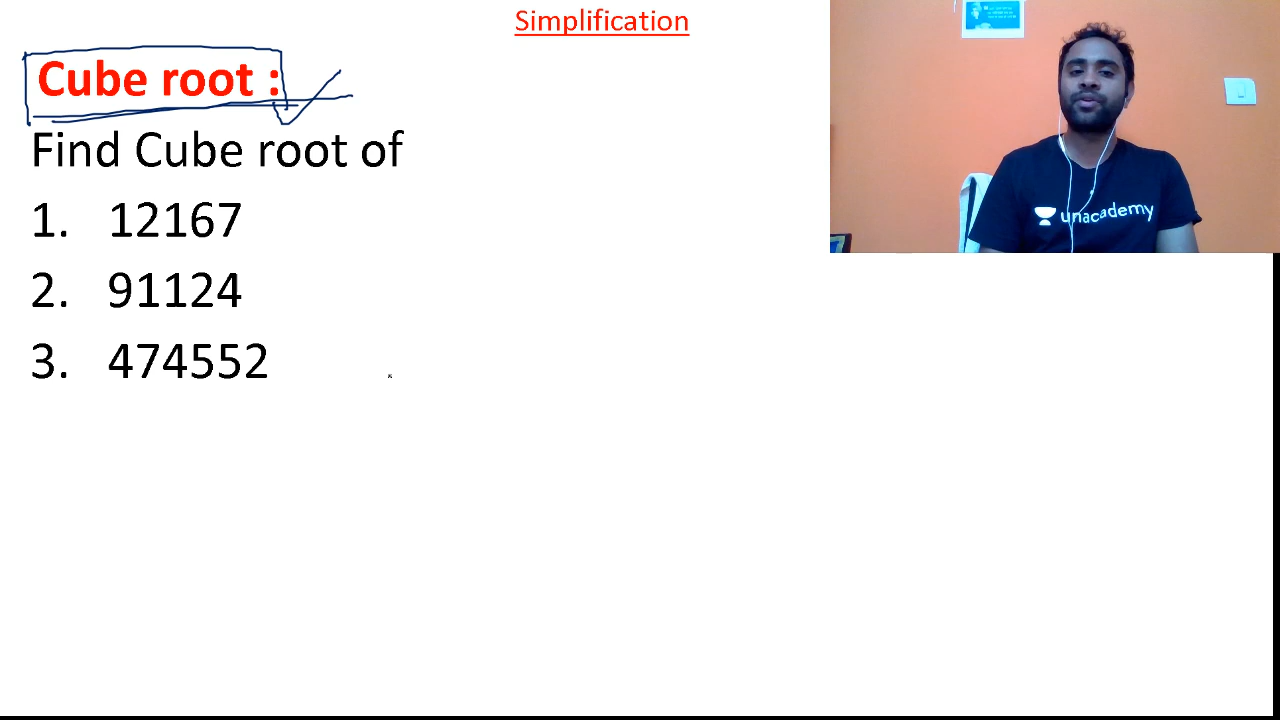 Simplification
Cube root :
Find Cube root of
1. 12167
2. 91124
3. 474552
unacademy